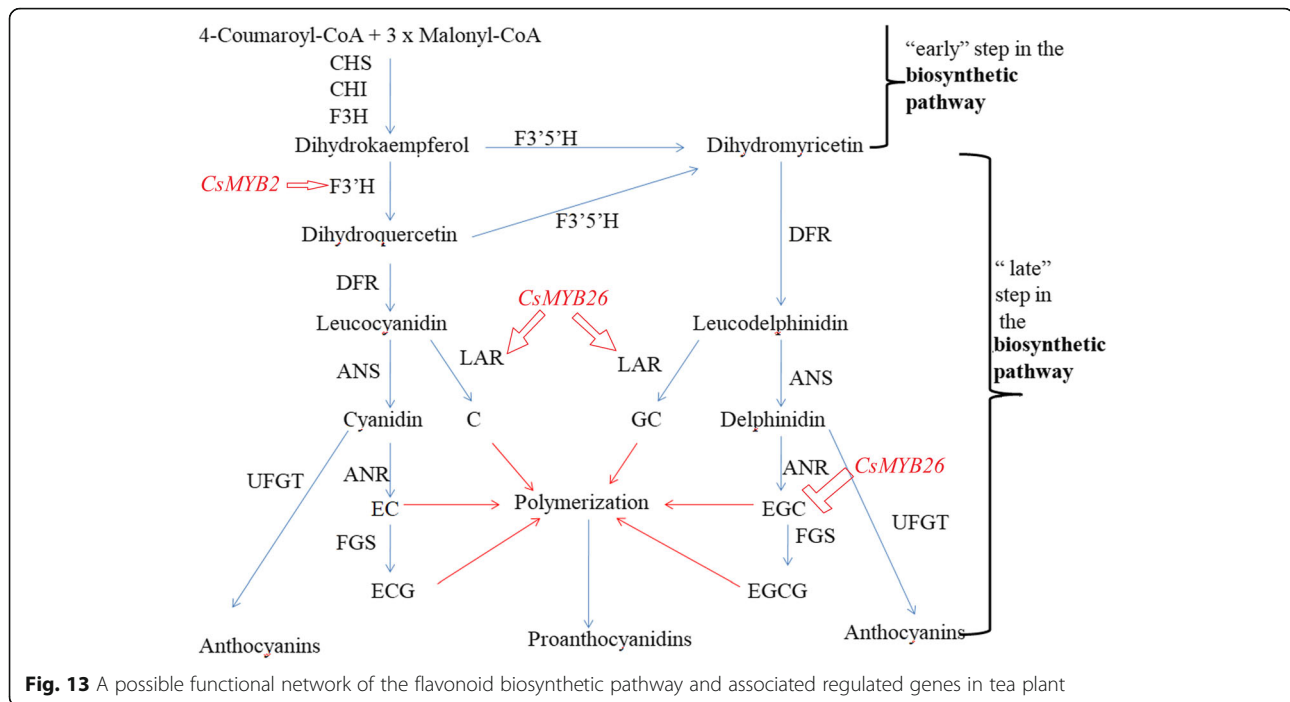 4-Coumaroyl-CoA + 3 x Malonyl-CoA
CHS
CHI
F3H
"early" step in the
biosynthetic
pathway
Dihydrokaempferol
F3'5'H
Dihydromyricetin
CsMYB2
F3'H
Dihydroquercetin
F3'5'H
DFR
DFR
CsMYB26
Leucocyanidin
Leucodelphinidin
LAR
LAR
ANS
ANS
" late"
step in
the
biosynthetic
pathway
Cyanidin
C
GC
Delphinidin
UFGT
ANR
ANR
CsMYB26
EC
Polymerization
EGC
UFGT
FGS
FGS
ECG
EGCG
Anthocyanins
Proanthocyanidins
Anthocyanins
Fig. 13 A possible functional network of the flavonoid biosynthetic pathway and associated regulated genes in tea plant